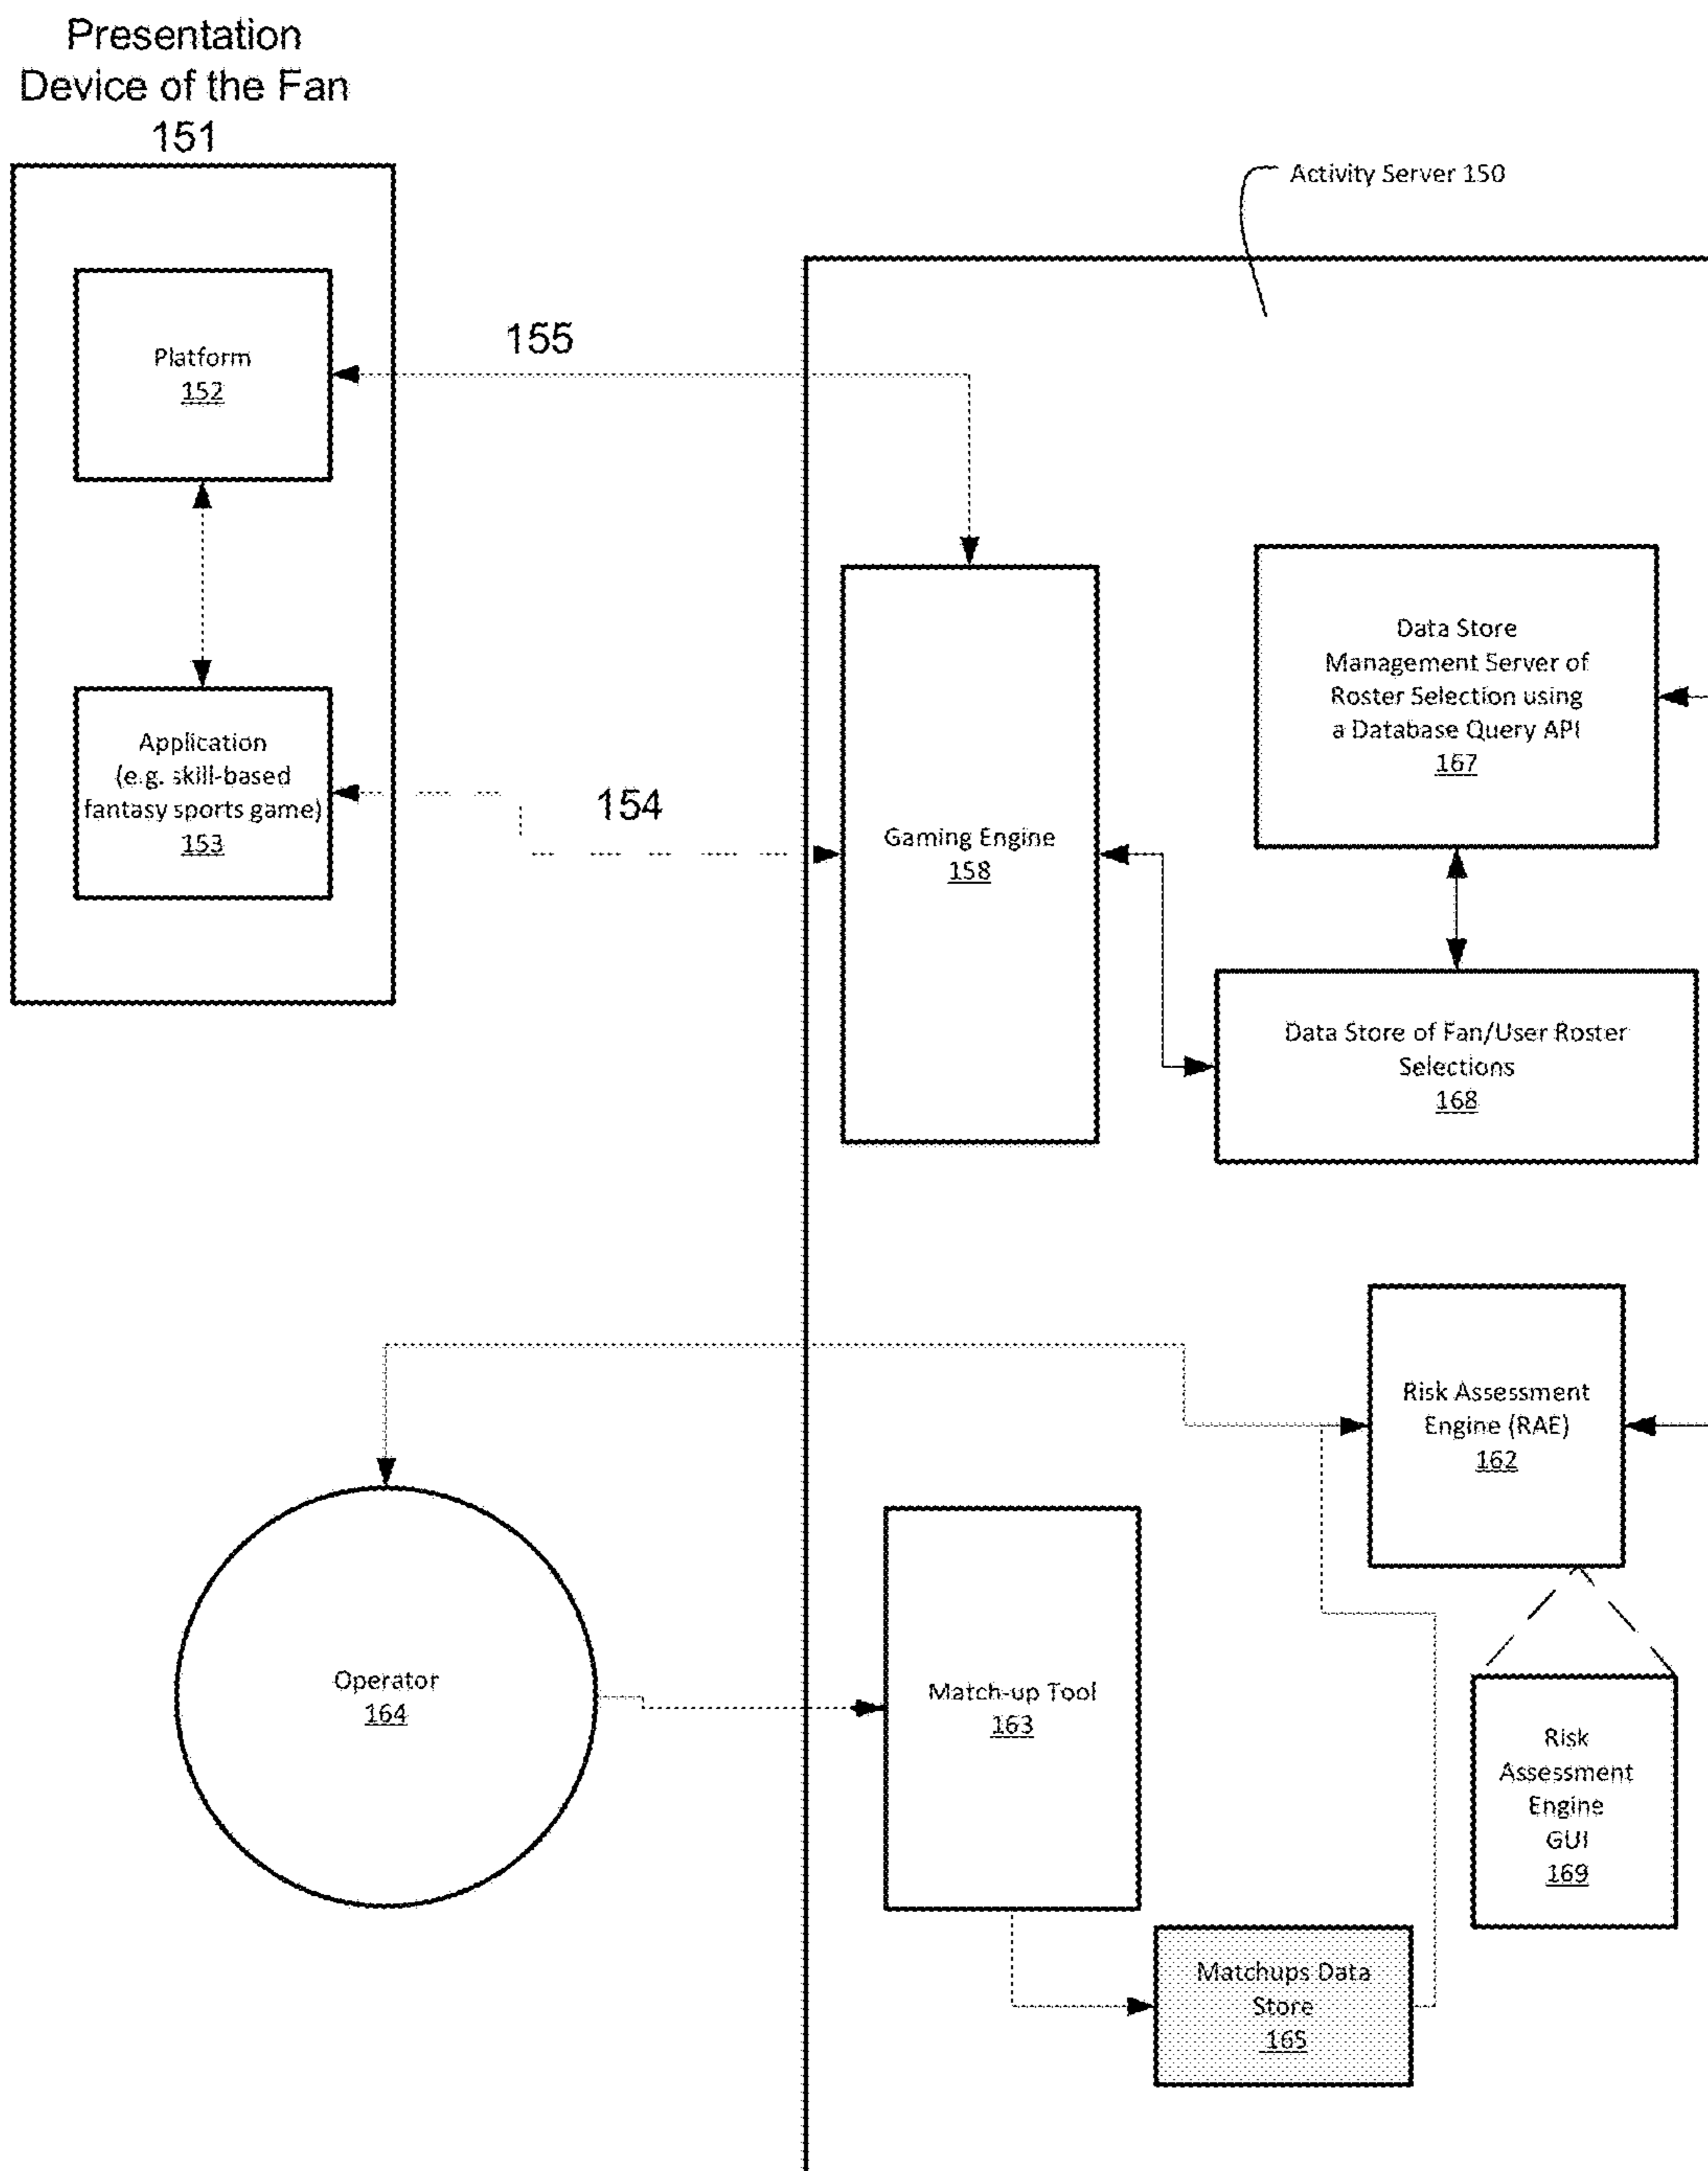 Presentation
Device of the Fan
151
Activity Server 150
Platform
152
155
Application
(e.g. skill-based
fantasy sports game)
153
154
Gaming Engine
158
Data Store
Management Server of
Roster Selection using
a Database Query API
167
Data Store of Fan/User Roster
Selections
168
Risk Assessment
Engine (RAE)
162
Operator
164
Match-up Tool
163
Risk
Assessment
Engine
GUI
169
Matchups Data
Store
165